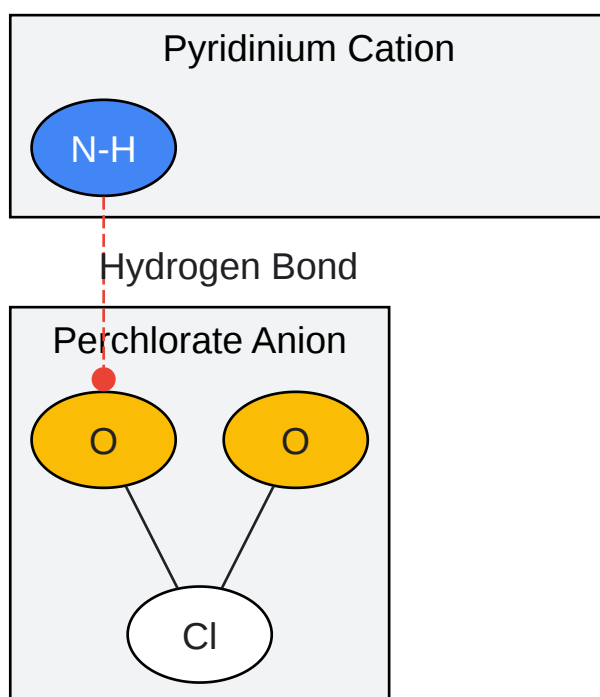 Pyridinium Cation
N-H
Hydrogen Bond
Perchlorate Anion
O O
Cl